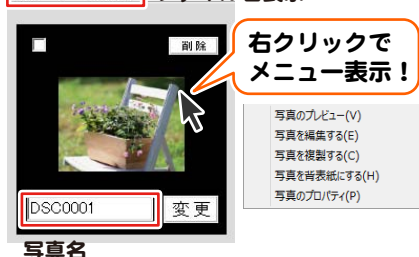 を表示
削除
右クリックで
メニュー表示！
写真のプレビュー(V)
写真を編集する(E)
写真を複製する(C)
写真を背表紙にする(H)
写真のプロパティ(P)
DSC0001
変更
写真名